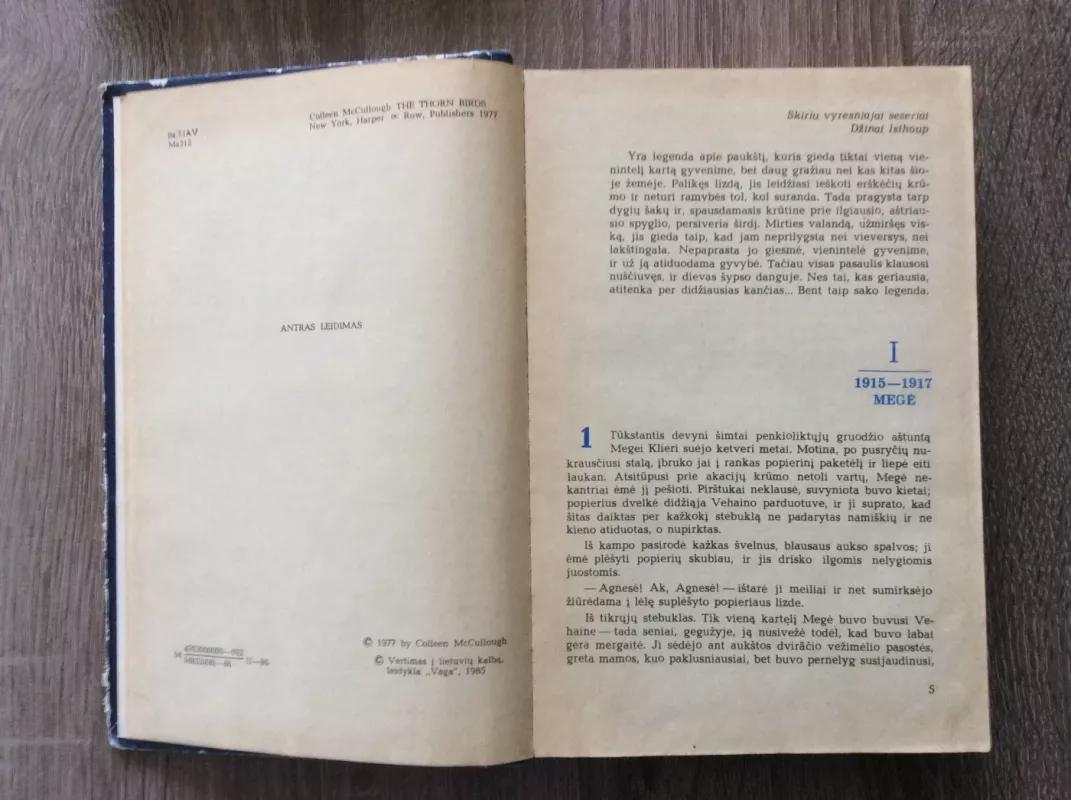 Colleen McCullough THE THORN BIRDS
New York, Harper & Row, Publishers 1977
Ma213
ANTRAS LEIDIMAS
© 1977 by Colleen McCullough
© Vertimas į lietuvių kalbą,
leidykla „Vaga", 1985
Skiriu vyresniajai seseriai
Džinai Isthoup
Yra legenda apie paukštį, kuris gieda tiktai vieną vie-
nintelį kartą gyvenime, bet daug gražiau nei kas kitas šio-
je žemėje. Palikęs lizdą, jis leidžiasi ieškoti erškėčių krū-
mo ir neturi ramybės tol, kol suranda. Tada pragysta tarp
dygių šakų ir, spausdamasis krūtine prie ilgiausio, aštriau-
sio spyglio, persiveria širdį. Mirties valandą, užmiršęs vis-
ką, jis gieda taip, kad jam neprilygsta nei vieversys, nei
lakštingala. Nepaprasta jo giesmė, vienintelė gyvenime,
ir už ją atiduodama gyvybė. Tačiau visas pasaulis klausosi
nuščiuvęs, ir dievas šypso danguje. Nes tai, kas geriausia,
atitenka per didžiausias kančias... Bent taip sako legenda.
I
1915—1917
MEGĖ
1 Tūkstantis devyni šimtai penkioliktųjų gruodžio aštuntą
Megei Klieri suėjo ketveri metai. Motina, po pusryčių nu-
krausčiusi stalą, įbruko jai į rankas popierinį paketėlį ir liepė eiti
laukan. Atsitūpusi prie akacijų krūmo netoli vartų, Megė ne-
kantriai ėmė jį pešioti. Pirštukai neklausė, suvyniota buvo kietai;
popierius dvelkė didžiąja Vehaino parduotuve, ir ji suprato, kad
šitas daiktas per kažkokį stebuklą ne padarytas namiškių ir ne
kieno atiduotas, o nupirktas.
Iš kampo pasirodė kažkas švelnus, blausaus aukso spalvos; ji
ėmė plėšyti popierių skubiau, ir jis drisko ilgomis nelygiomis
juostomis.
— Agnesė! Ak, Agnesė! — ištarė ji meiliai ir net sumirksėjo
žiūrėdama į lėlę suplėšyto popieriaus lizde.
Iš tikrųjų stebuklas. Tik vieną kartelį Megė buvo buvusi Ve-
haine — tada seniai, gegužyje, ją nusivežė todėl, kad buvo labai
gera mergaitė. Ji sėdėjo ant aukštos dviračio vežimėlio pasostės,
greta mamos, kuo paklusniausiai, bet buvo pernelyg susijaudinusi,
5